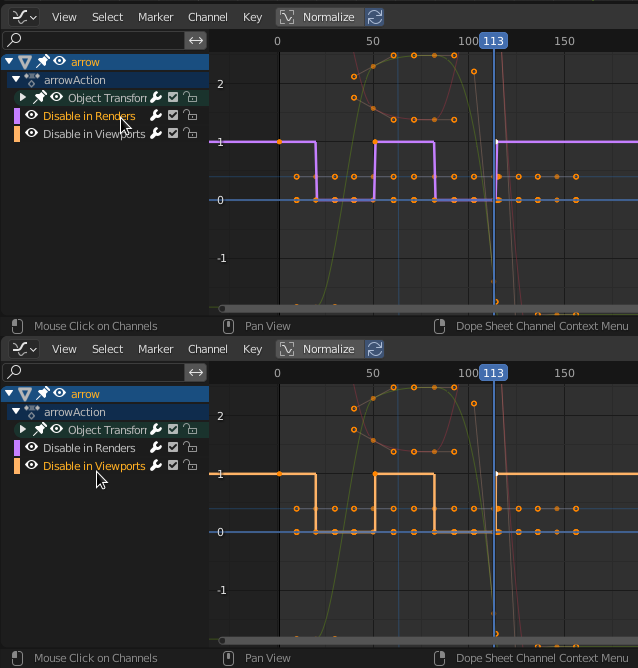 View Select Marker Channel Key Normalize
0 50 100 113 150
arrow
arrowAction
Object Transfor
Disable in Renders
Disable in Viewports
2
1
0
-1
Mouse Click on Channels Pan View Dope Sheet Channel Context Menu
View Select Marker Channel Key Normalize
0 50 100 113 150
arrow
arrowAction
Object Transfor
Disable in Renders
Disable in Viewports
2
1
0
-1
Mouse Click on Channels Pan View Dope Sheet Channel Context Menu